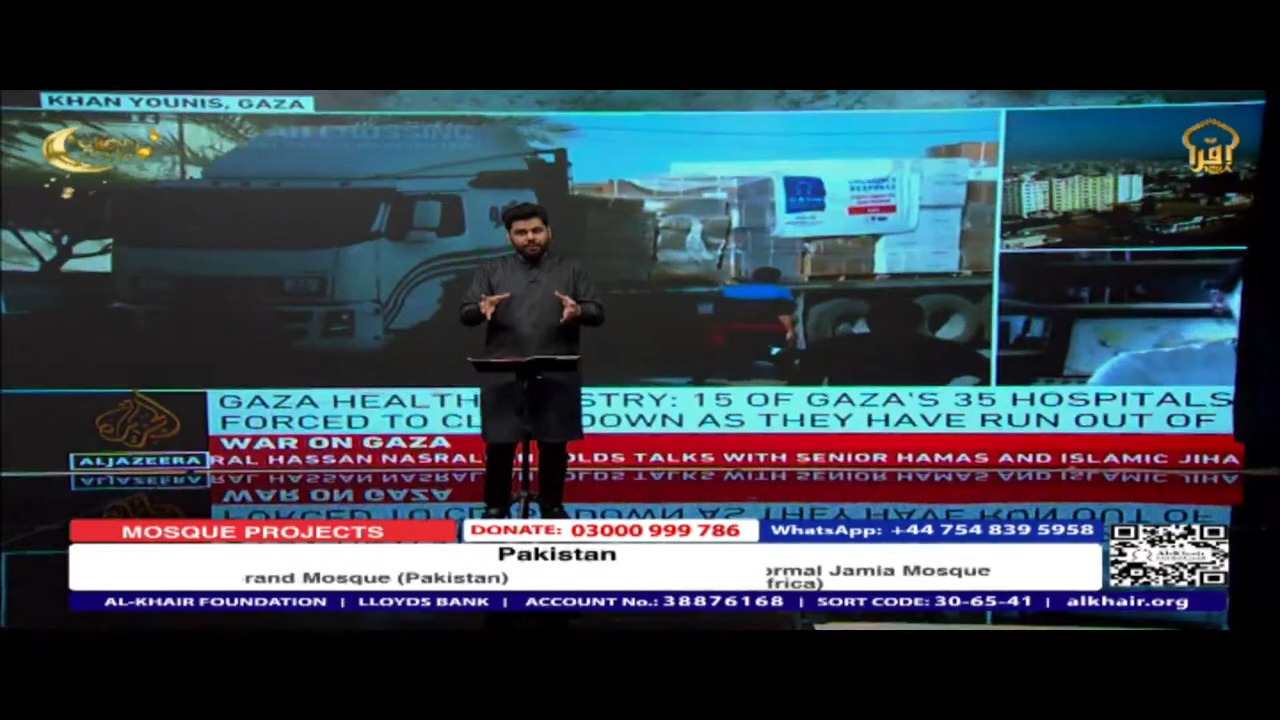 KHAN YOUNIS, GAZA
اقرأ
GAZA HEALTH STRY: 15 OF GAZA'S 35 HOSPITALS
FORCED TO CL DOWN AS THEY HAVE RUN OUT OF
WAR ON GAZA
ALJAZEERA
RAL HASSAN NASRAL OLDS TALKS WITH SENIOR HAMAS AND ISLAMIC JIHA
MOSQUE PROJECTS
DONATE: 03000 999 786
WhatsApp: +44 754 839 5958
Pakistan
rand Mosque (Pakistan)
ormal Jamia Mosque
frica)
AL-KHAIR FOUNDATION | LLOYDS BANK | ACCOUNT No.: 38876168 | SORT CODE: 30-65-41 | alkhair.org